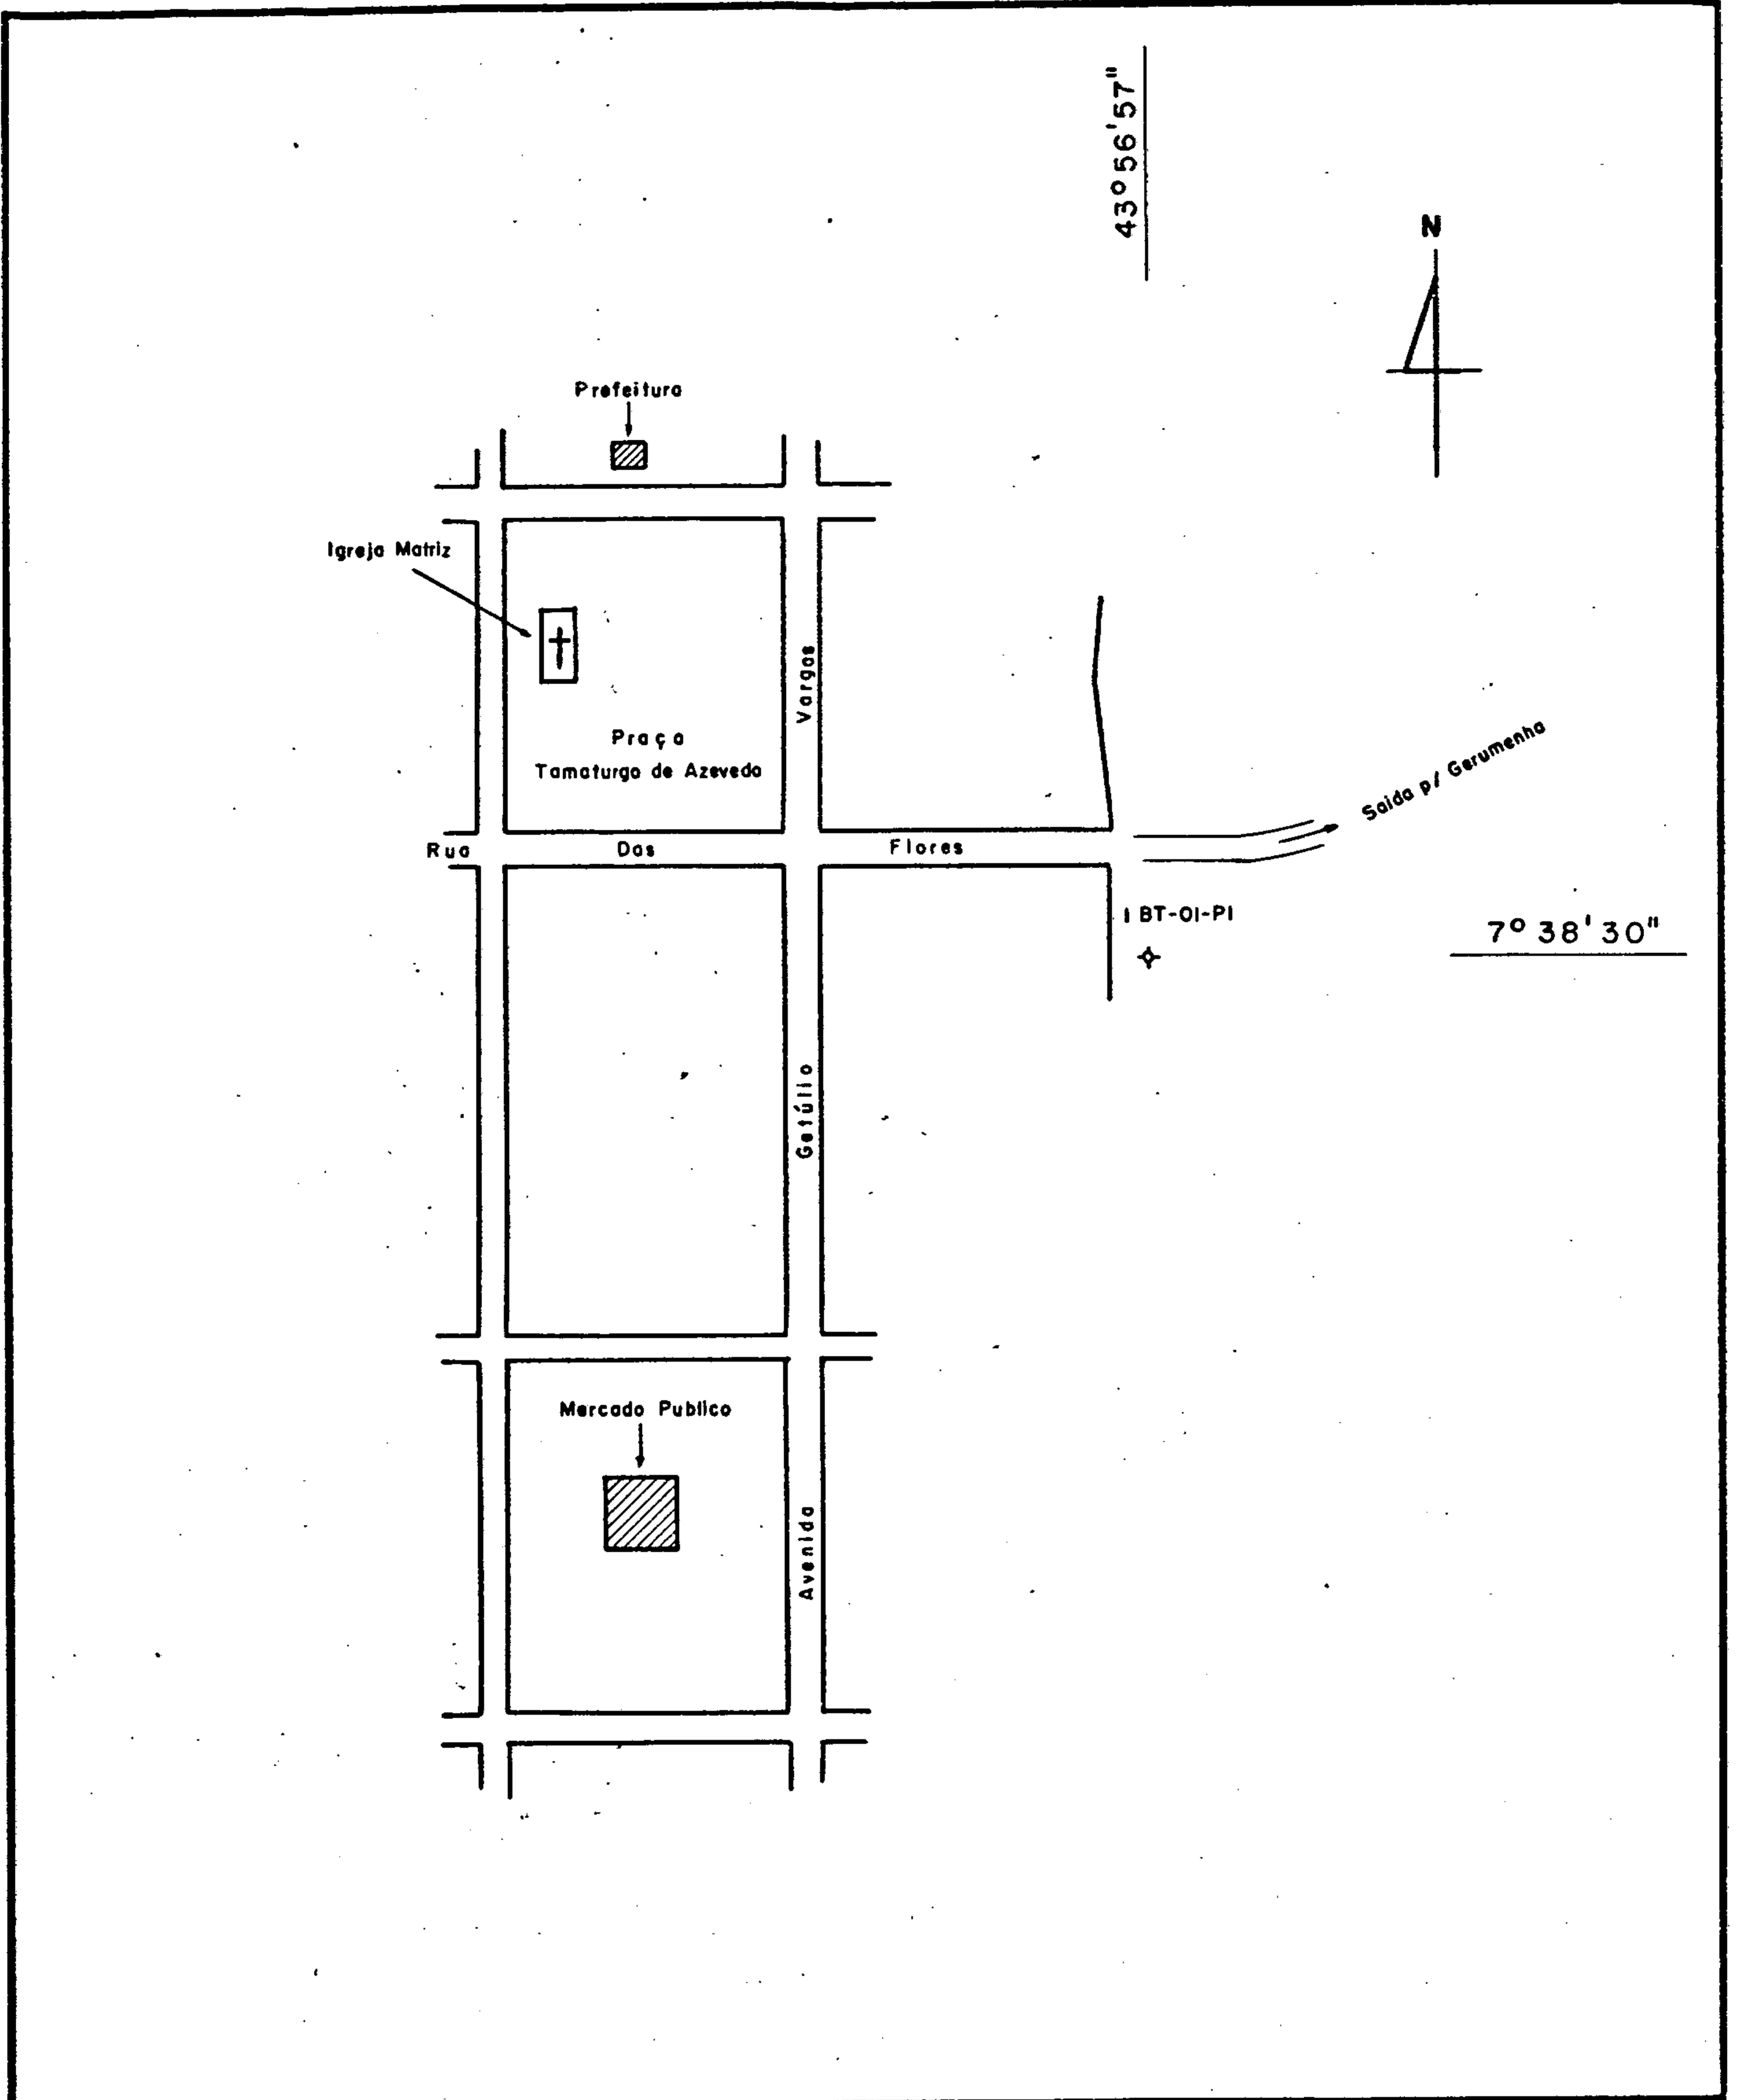 43°56'57"
N
Prefeitura
Igreja Matriz
Vargas
Praça
Tamaturgo de Azevedo
Saida p/ Gerumenha
Rua Das Flores
1 BT-01-PI
7° 38' 30"
Getúlio
Mercado Publico
Avenida